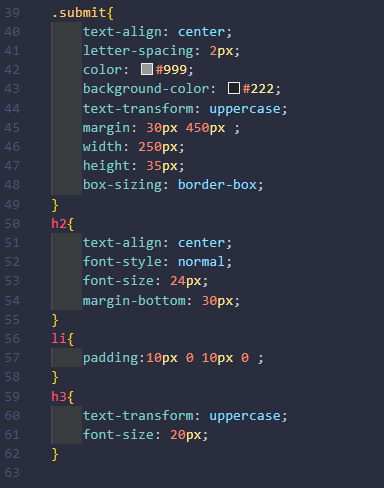 39 .submit{
40 text-align: center;
41 letter-spacing: 2px;
42 color: #999;
43 background-color: #222;
44 text-transform: uppercase;
45 margin: 30px 450px ;
46 width: 250px;
47 height: 35px;
48 box-sizing: border-box;
49 }
50 h2{
51 text-align: center;
52 font-style: normal;
53 font-size: 24px;
54 margin-bottom: 30px;
55 }
56 li{
57 padding:10px 0 10px 0 ;
58 }
59 h3{
60 text-transform: uppercase;
61 font-size: 20px;
62 }
63